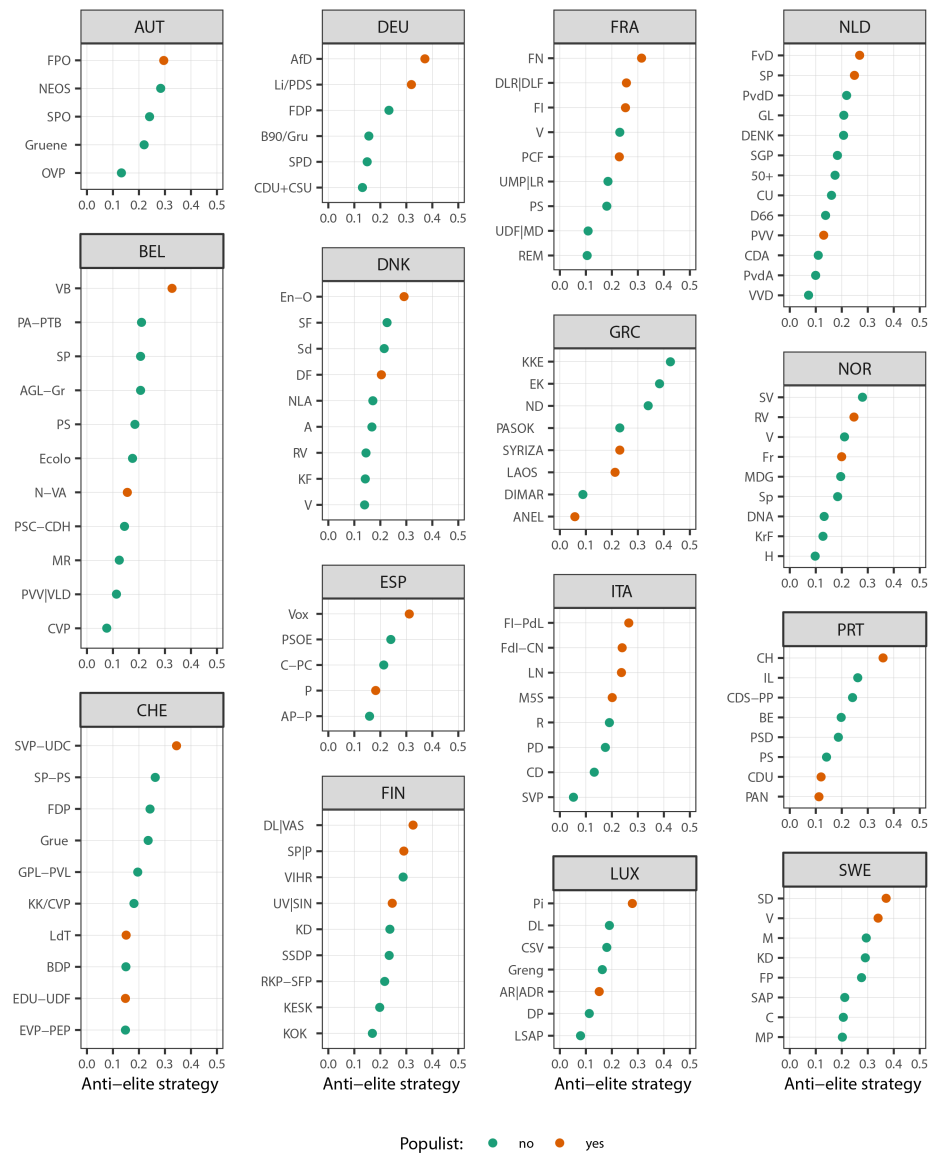 AUT
FPO
NEOS
SPO
Gruene
OVP
0.0 0.1 0.2 0.3 0.4 0.5
BEL
VB
PA−PTB
SP
AGL−Gr
PS
Ecolo
N−VA
PSC−CDH
MR
PVV|VLD
CVP
0.0 0.1 0.2 0.3 0.4 0.5
CHE
SVP−UDC
SP−PS
FDP
Grue
GPL−PVL
KK/CVP
LdT
BDP
EDU−UDF
EVP−PEP
0.0 0.1 0.2 0.3 0.4 0.5
Anti−elite strategy
DEU
AfD
Li/PDS
FDP
B90/Gru
SPD
CDU+CSU
0.0 0.1 0.2 0.3 0.4 0.5
DNK
En−O
SF
Sd
DF
NLA
A
RV
KF
V
0.0 0.1 0.2 0.3 0.4 0.5
ESP
Vox
PSOE
C−PC
P
AP−P
0.0 0.1 0.2 0.3 0.4 0.5
FIN
DL|VAS
SP|P
VIHR
UV|SIN
KD
SSDP
RKP−SFP
KESK
KOK
0.0 0.1 0.2 0.3 0.4 0.5
Anti−elite strategy
FRA
FN
DLR|DLF
FI
V
PCF
UMP|LR
PS
UDF|MD
REM
0.0 0.1 0.2 0.3 0.4 0.5
GRC
KKE
EK
ND
PASOK
SYRIZA
LAOS
DIMAR
ANEL
0.0 0.1 0.2 0.3 0.4 0.5
ITA
FI−PdL
FdI−CN
LN
M5S
R
PD
CD
SVP
0.0 0.1 0.2 0.3 0.4 0.5
LUX
Pi
DL
CSV
Greng
AR|ADR
DP
LSAP
0.0 0.1 0.2 0.3 0.4 0.5
Anti−elite strategy
NLD
FvD
SP
PvdD
GL
DENK
SGP
50+
CU
D66
PVV
CDA
PvdA
VVD
0.0 0.1 0.2 0.3 0.4 0.5
NOR
SV
RV
V
Fr
MDG
Sp
DNA
KrF
H
0.0 0.1 0.2 0.3 0.4 0.5
PRT
CH
IL
CDS−PP
BE
PSD
PS
CDU
PAN
0.0 0.1 0.2 0.3 0.4 0.5
SWE
SD
V
M
KD
FP
SAP
C
MP
0.0 0.1 0.2 0.3 0.4 0.5
Anti−elite strategy
Populist: no yes